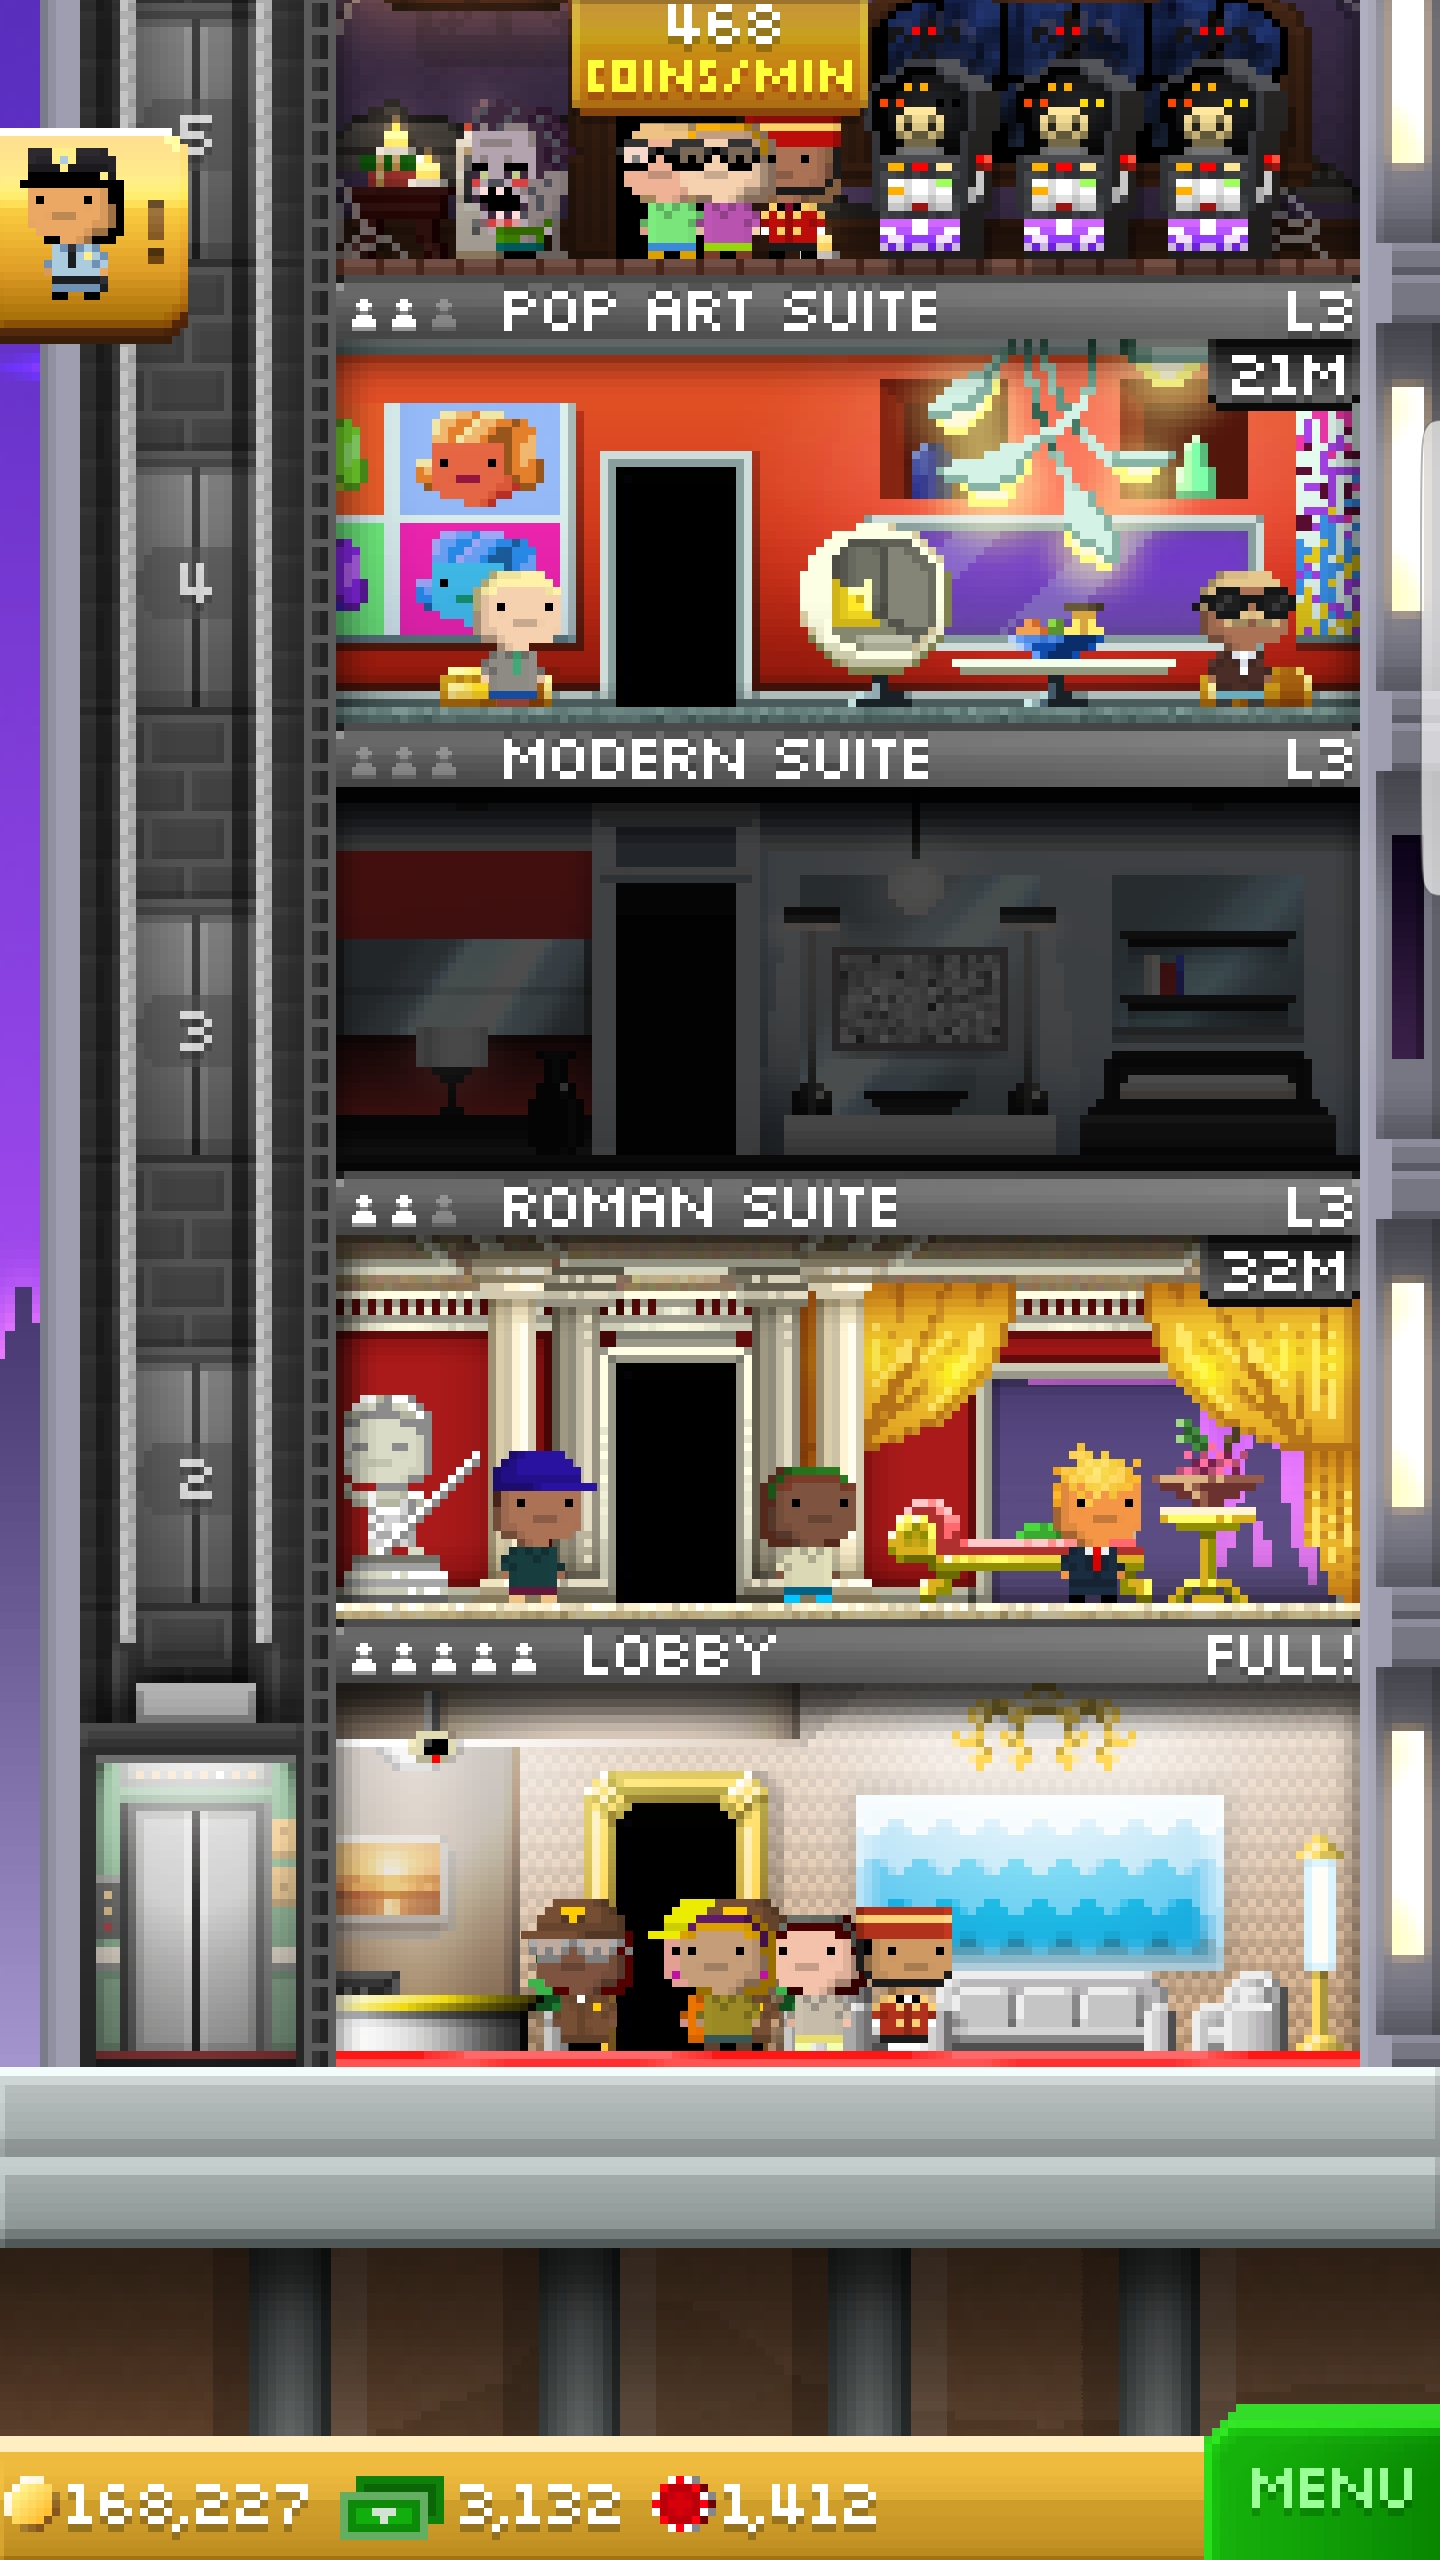 468
COINS/MIN
5
!
POP ART SUITE L3
21M
4
MODERN SUITE L3
3
ROMAN SUITE L3
32M
2
LOBBY FULL!
168,227 3,132 1,412
MENU